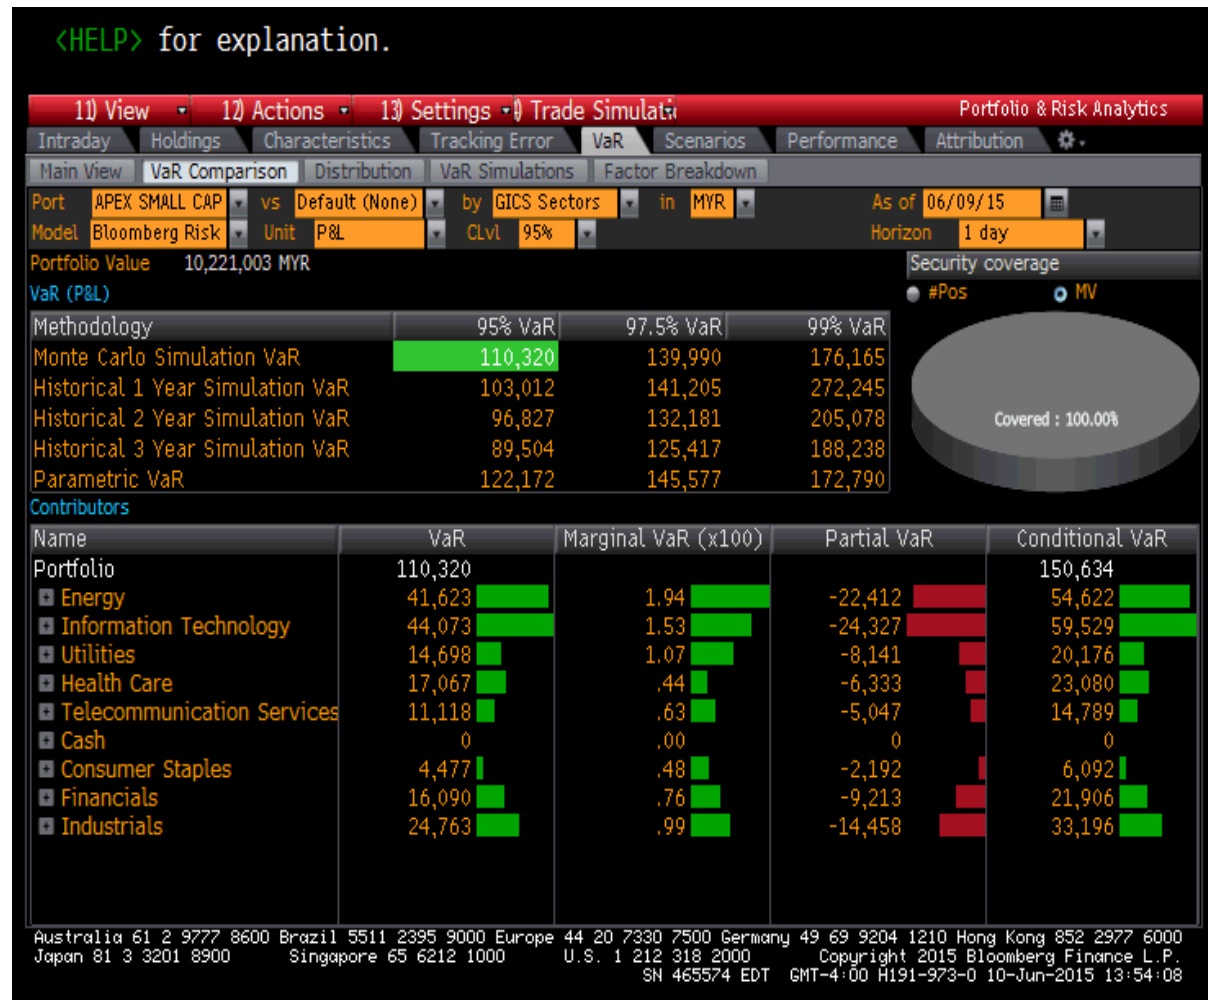 <HELP> for explanation.
11) View 12) Actions 13) Settings Trade Simulati Portfolio & Risk Analytics
Intraday Holdings Characteristics Tracking Error VaR Scenarios Performance Attribution
Main View VaR Comparison Distribution VaR Simulations Factor Breakdown
Port APEX SMALL CAP vs Default (None) by GICS Sectors in MYR As of 06/09/15
Model Bloomberg Risk Unit P&L CLvl 95% Horizon 1 day
Portfolio Value 10,221,003 MYR Security coverage
VaR (P&L) #Pos MV
Methodology 95% VaR 97.5% VaR 99% VaR
Monte Carlo Simulation VaR 110,320 139,990 176,165
Historical 1 Year Simulation VaR 103,012 141,205 272,245
Historical 2 Year Simulation VaR 96,827 132,181 205,078
Covered : 100.00%
Historical 3 Year Simulation VaR 89,504 125,417 188,238
Parametric VaR 122,172 145,577 172,790
Contributors
Name VaR Marginal VaR (x100) Partial VaR Conditional VaR
Portfolio 110,320 150,634
Energy 41,623 1.94 -22,412 54,622
Information Technology 44,073 1.53 -24,327 59,529
Utilities 14,698 1.07 -8,141 20,176
Health Care 17,067 .44 -6,333 23,080
Telecommunication Services 11,118 .63 -5,047 14,789
Cash 0 .00 0 0
Consumer Staples 4,477 .48 -2,192 6,092
Financials 16,090 .76 -9,213 21,906
Industrials 24,763 .99 -14,458 33,196
Australia 61 2 9777 8600 Brazil 5511 2395 9000 Europe 44 20 7330 7500 Germany 49 69 9204 1210 Hong Kong 852 2977 6000
Japan 81 3 3201 8900 Singapore 65 6212 1000 U.S. 1 212 318 2000 Copyright 2015 Bloomberg Finance L.P.
SN 465574 EDT GMT-4:00 H191-973-0 10-Jun-2015 13:54:08